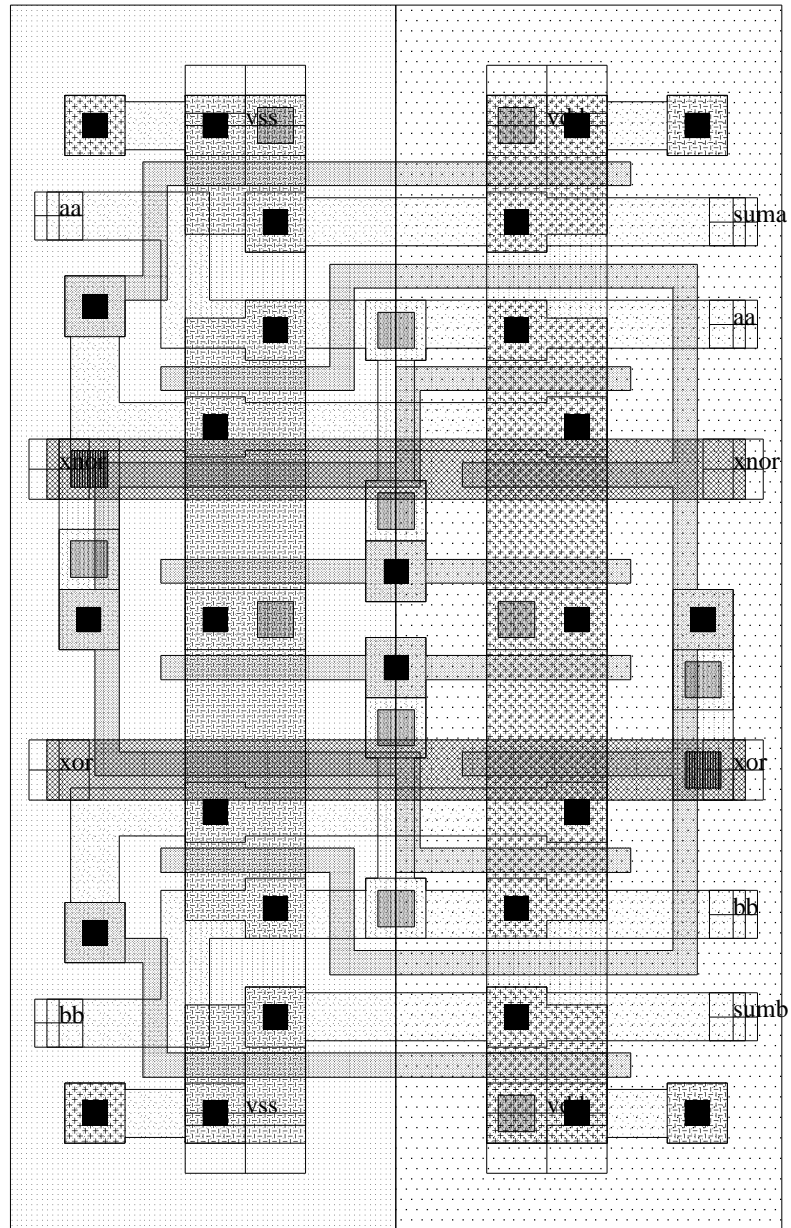 vss vdd
aa suma
aa
xnor xnor
xor xor
bb
bb sumb
vss vdd